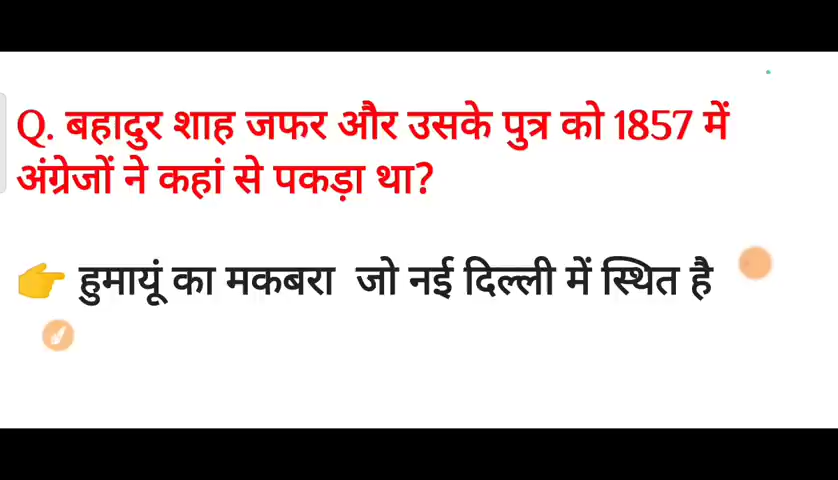 Q. बहादुर शाह जफर और उसके पुत्र को 1857 में
अंग्रेजों ने कहां से पकड़ा था?
👉 हुमायूं का मकबरा जो नई दिल्ली में स्थित है